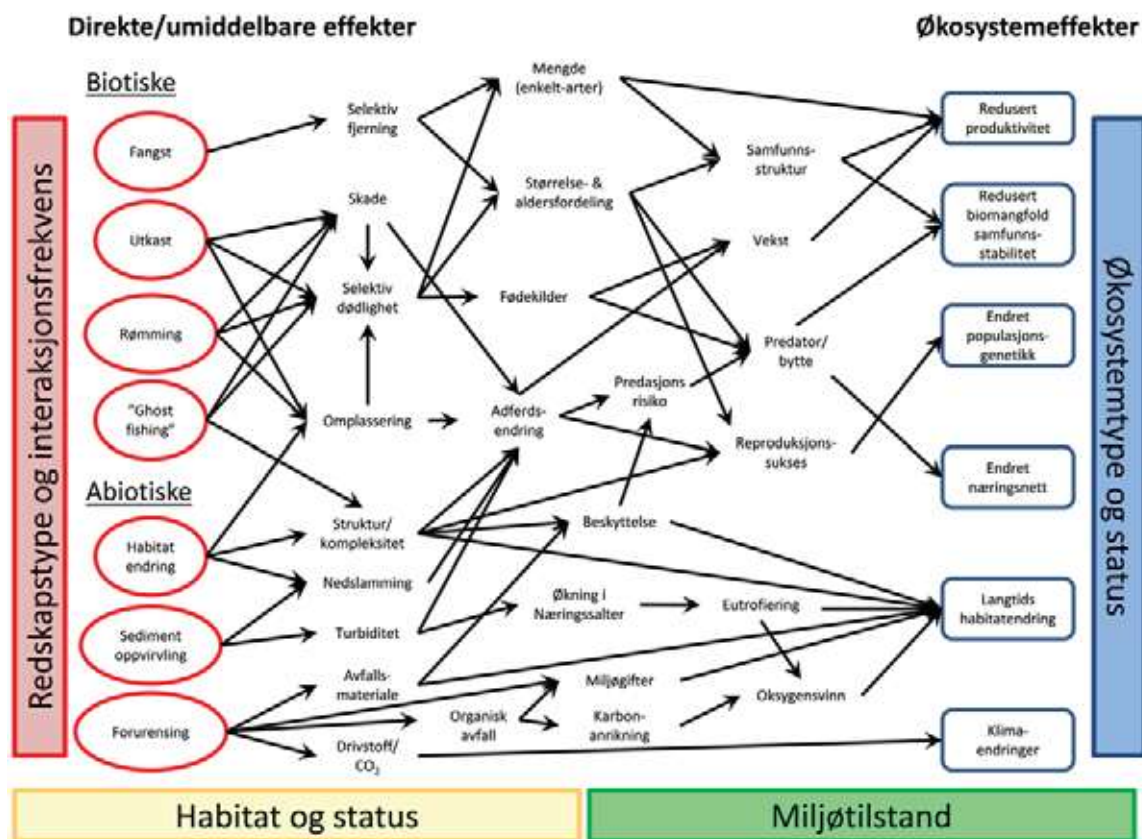 Direkte/umiddelbare effekter
Økosystemeffekter
Biotiske
Redskapstype og interaksjonsfrekvens
Fangst
Utkast
Rømming
"Ghost
fishing"
Abiotiske
Habitat
endring
Sediment
oppvirvling
Forurensing
Selektiv
fjerning
Skade
Selektiv
dødlighet
Omplassering
Struktur/
kompleksitet
Nedslamming
Turbiditet
Avfalls-
materiale
Organisk
avfall
Drivstoff/
CO₂
Mengde
(enkelt-arter)
Størrelse- &
aldersfordeling
Fødekilder
Adferds-
endring
Beskyttelse
Økning i
Næringssalter
Miljøgifter
Karbon-
anrikning
Samfunns-
struktur
Vekst
Predator/
bytte
Predasjons
risiko
Reproduksjons-
sukses
Eutrofiering
Oksygensvinn
Redusert
produktivitet
Redusert
biomangfold
samfunns-
stabilitet
Endret
populasjons-
genetikk
Endret
næringsnett
Langtids
habitatendring
Klima-
endringer
Økosystemtype og status
Habitat og status
Miljøtilstand